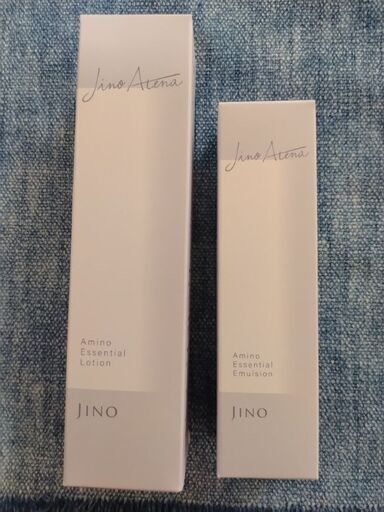 Jino Atena
Amino
Essential
Lotion
JINO
Jino Atena
Amino
Essential
Emulsion
JINO